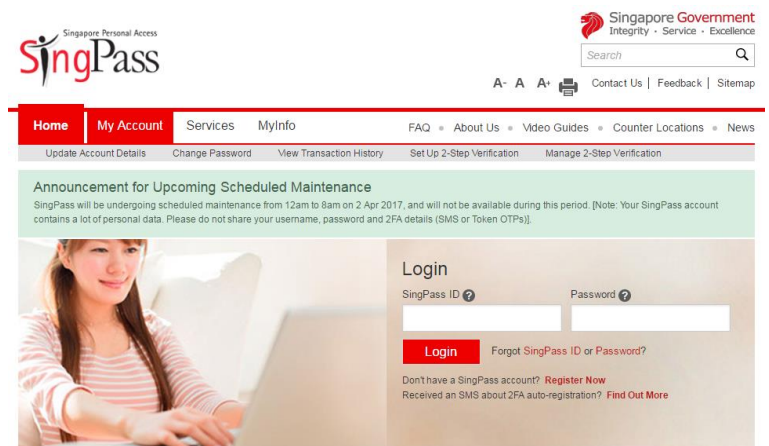 Singapore Personal Access
SingPass
Singapore Government
Integrity · Service · Excellence
Search
A- A A+ Contact Us | Feedback | Sitemap
Home My Account Services MyInfo FAQ About Us Video Guides Counter Locations News
Update Account Details Change Password View Transaction History Set Up 2-Step Verification Manage 2-Step Verification
Announcement for Upcoming Scheduled Maintenance
SingPass will be undergoing scheduled maintenance from 12am to 8am on 2 Apr 2017, and will not be available during this period. [Note: Your SingPass account
contains a lot of personal data. Please do not share your username, password and 2FA details (SMS or Token OTPs)].
Login
SingPass ID ? Password ?
Login Forgot SingPass ID or Password?
Don't have a SingPass account? Register Now
Received an SMS about 2FA auto-registration? Find Out More